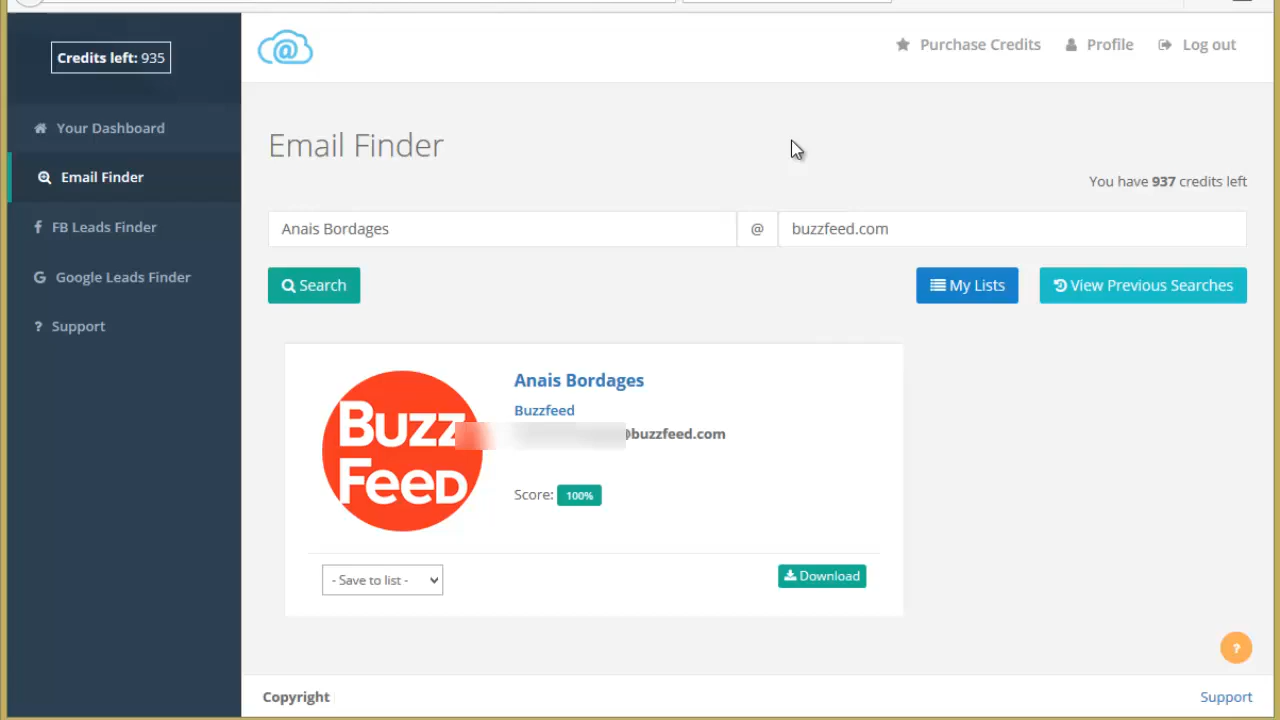 Credits left: 935
Purchase Credits
Profile
Log out
Your Dashboard
Email Finder
FB Leads Finder
Google Leads Finder
Support
Email Finder
You have 937 credits left
Anais Bordages @ buzzfeed.com
Search
My Lists
View Previous Searches
BuzzFeed
Anais Bordages
Buzzfeed
@buzzfeed.com
Score: 100%
- Save to list -
Download
?
Copyright
Support